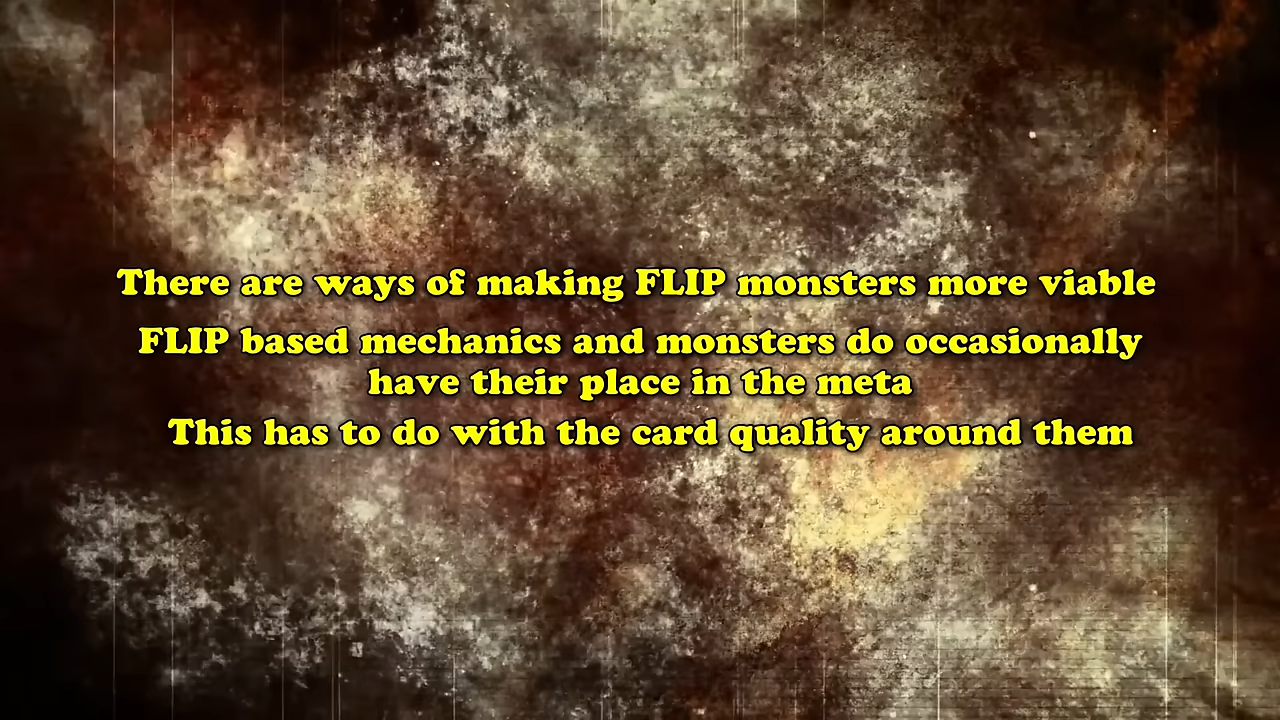 There are ways of making FLIP monsters more viable
FLIP based mechanics and monsters do occasionally
have their place in the meta
This has to do with the card quality around them